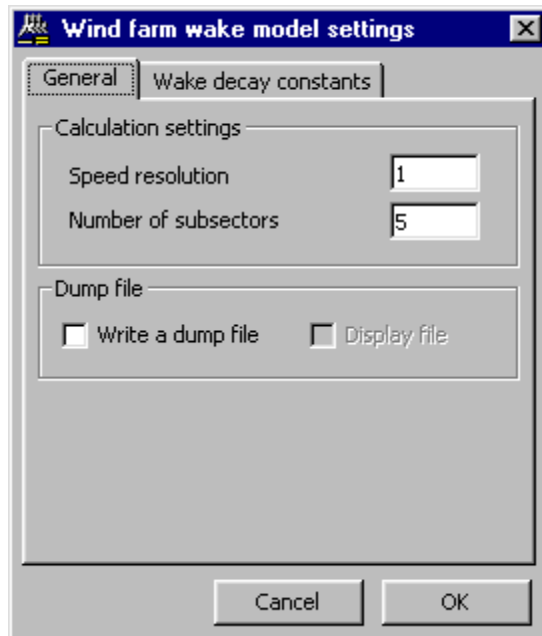 Wind farm wake model settings
General Wake decay constants
Calculation settings
Speed resolution 1
Number of subsectors 5
Dump file
Write a dump file Display file
Cancel OK